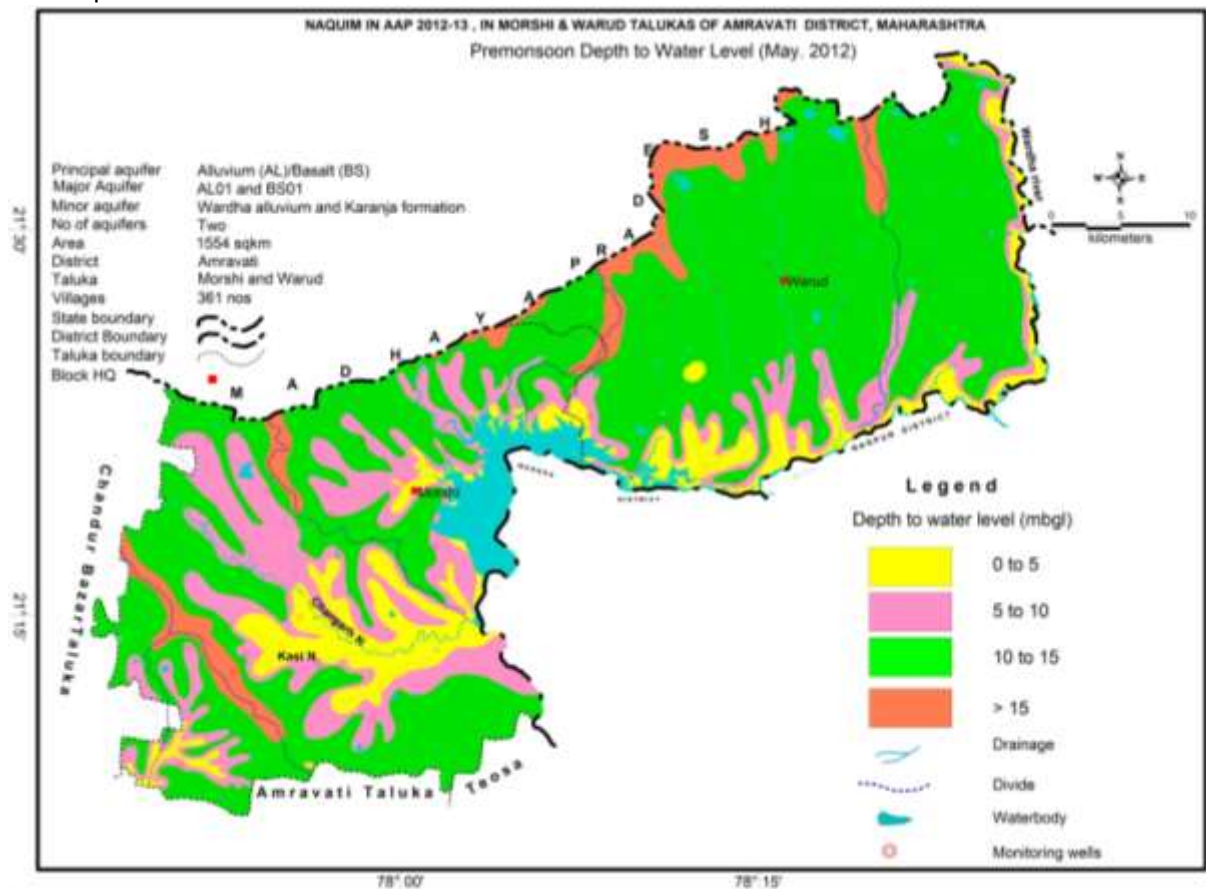 NAQUIM IN AAP 2012-13 , IN MORSHI & WARUD TALUKAS OF AMRAVATI DISTRICT, MAHARASHTRA
Premonsoon Depth to Water Level (May. 2012)
Principal aquifer Alluvium (AL)/Basalt (BS)
Major Aquifer AL01 and BS01
Minor aquifer Wardha alluvium and Karanja formation
No of aquifers Two
Area 1554 sqkm
District Amravati
Taluka Morshi and Warud
Villages 361 nos
State boundary
District Boundary
Taluka boundary
Block HQ
M A D H A Y A P R A D E S H
Wardha river
N
W E
S
0 5 10
kilometers
21° 30'
21° 15'
Warud
Morshi
NAGPUR DISTRICT
DISTRICT
Chandur Bazar Taluka
Chargarh N.
Kasi N.
Amravati Taluka
Teosa
Legend
Depth to water level (mbgl)
0 to 5
5 to 10
10 to 15
> 15
Drainage
Divide
Waterbody
Monitoring wells
78° 00'
78° 15'